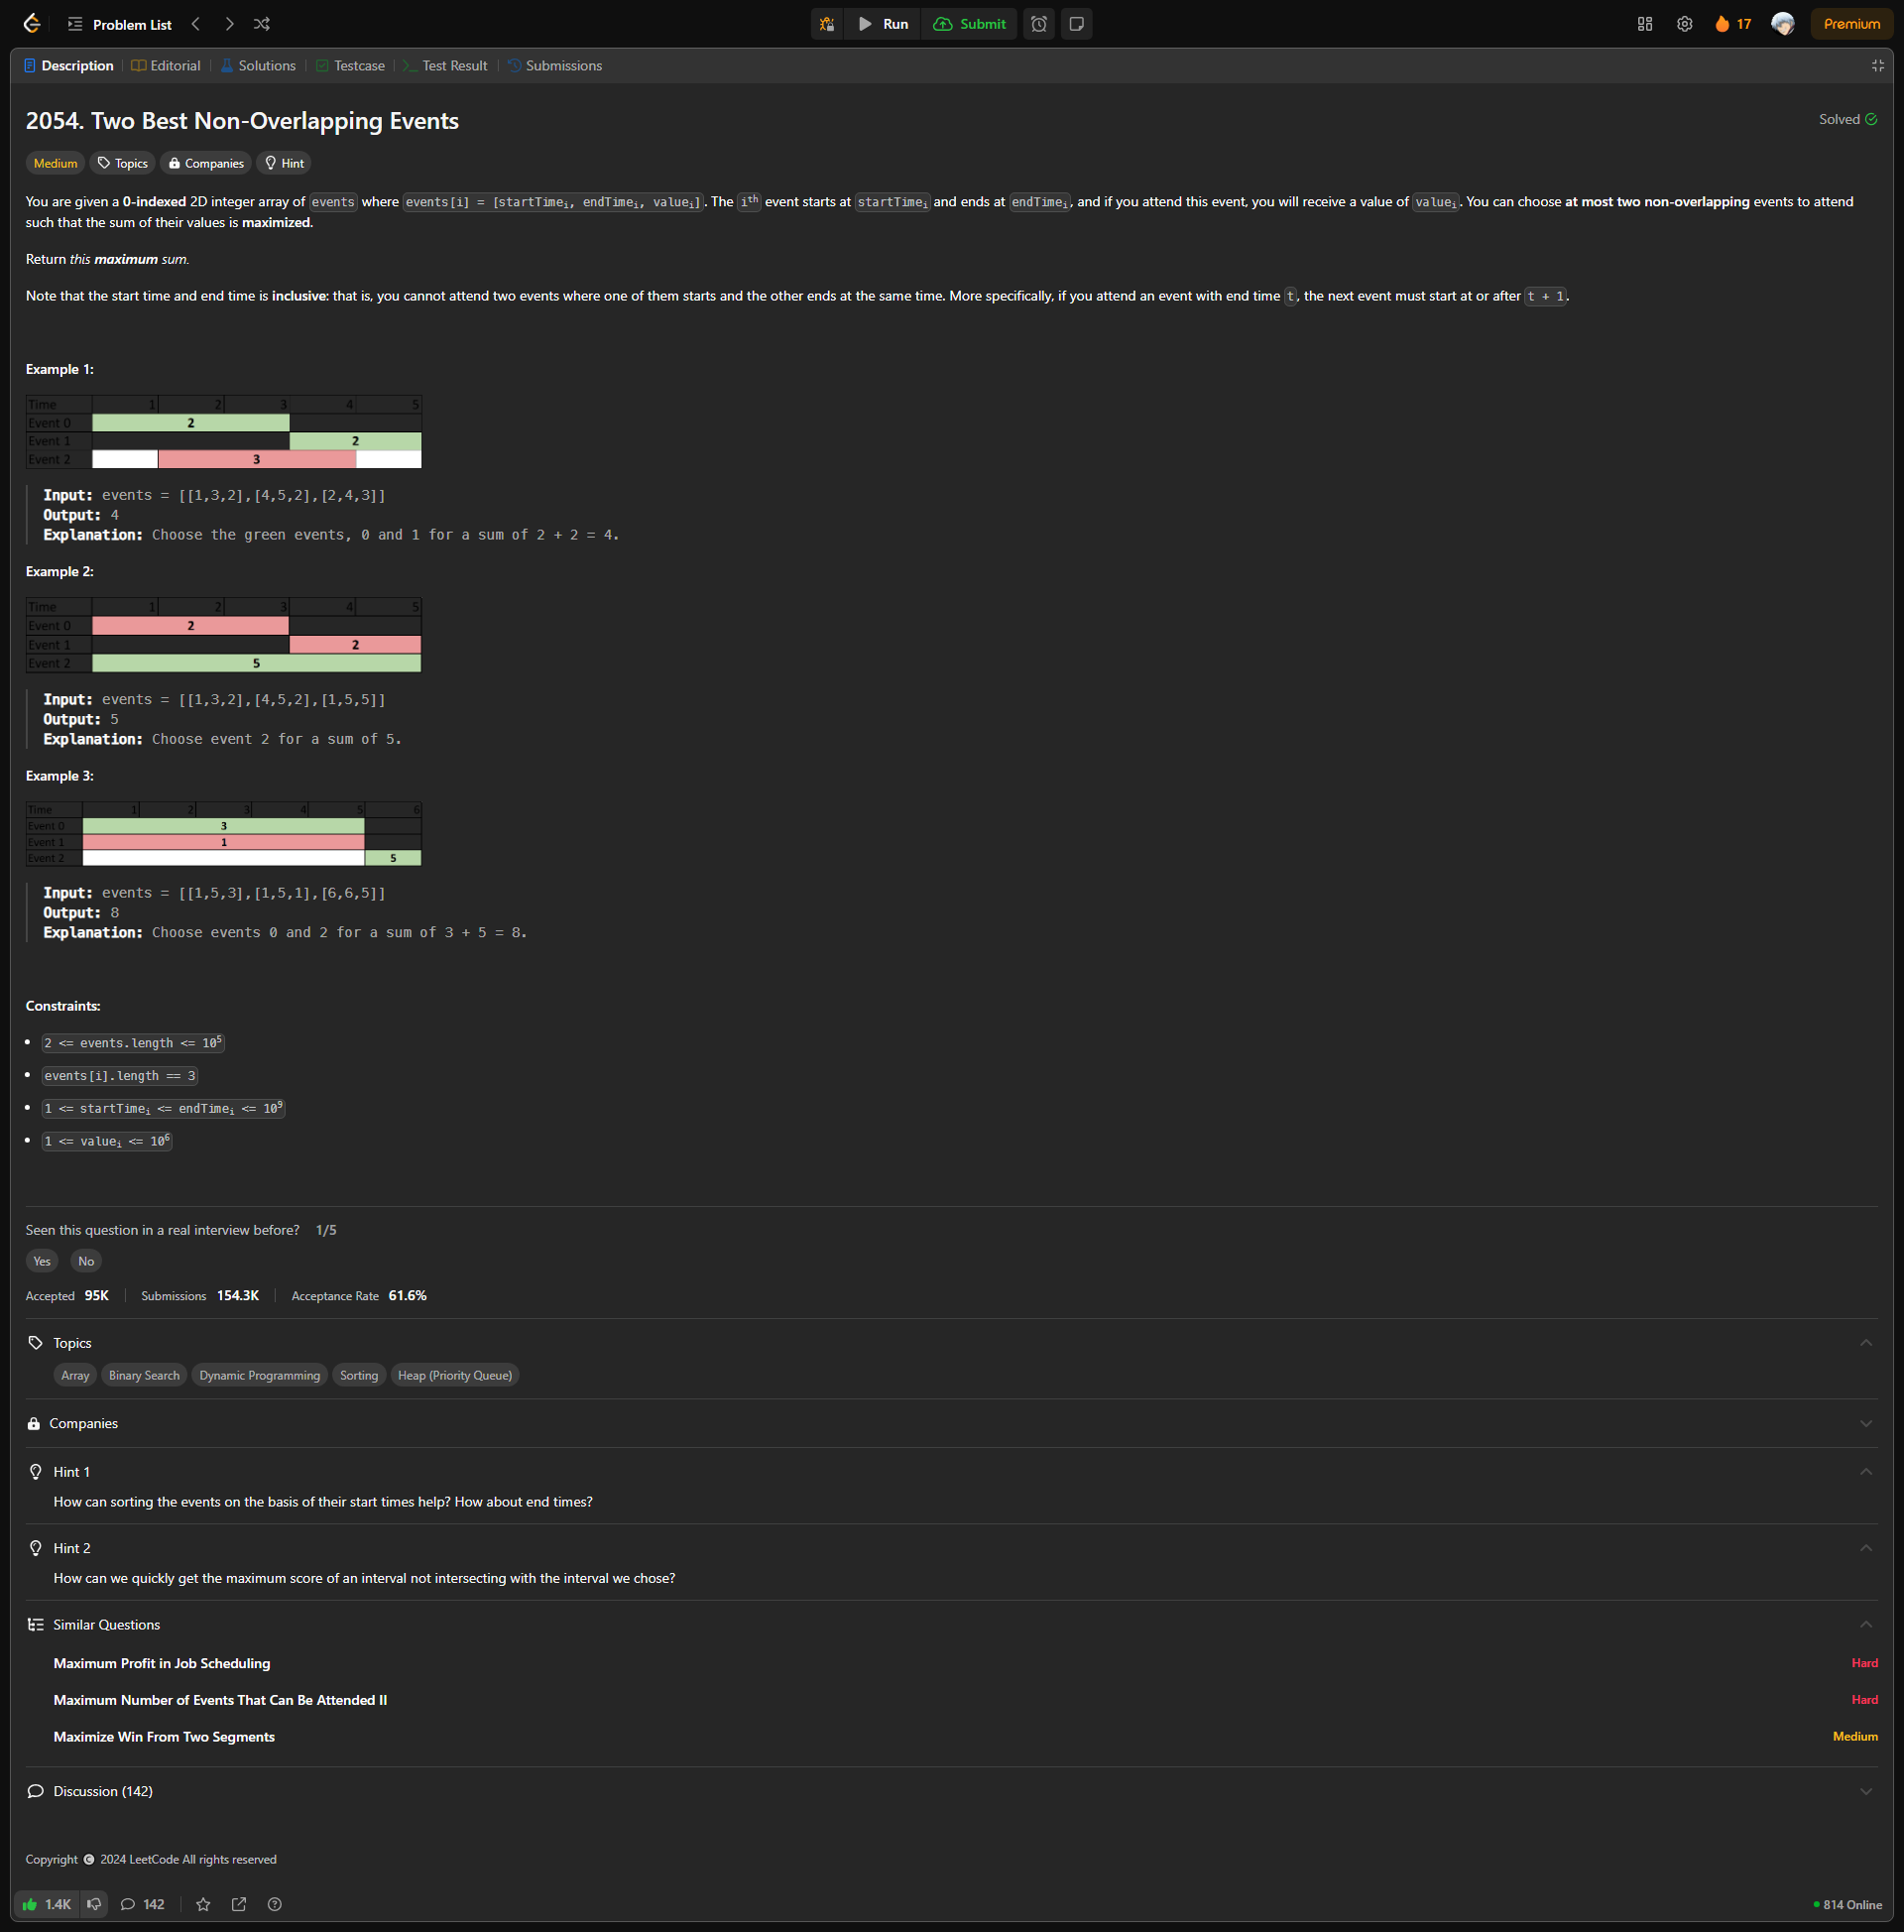 Problem List
Run
Submit
17
Premium
Description
Editorial
Solutions
Testcase
Test Result
Submissions
2054. Two Best Non-Overlapping Events
Solved
Medium
Topics
Companies
Hint
You are given a 0-indexed 2D integer array of events where events[i] = [startTimei, endTimei, valuei]. The ith event starts at startTimei and ends at endTimei, and if you attend this event, you will receive a value of valuei. You can choose at most two non-overlapping events to attend
such that the sum of their values is maximized.
Return this maximum sum.
Note that the start time and end time is inclusive: that is, you cannot attend two events where one of them starts and the other ends at the same time. More specifically, if you attend an event with end time t, the next event must start at or after t + 1.
Example 1:
Time 1 2 3 4 5
Event 0 2
Event 1 2
Event 2 3
Input: events = [[1,3,2],[4,5,2],[2,4,3]]
Output: 4
Explanation: Choose the green events, 0 and 1 for a sum of 2 + 2 = 4.
Example 2:
Time 1 2 3 4 5
Event 0 2
Event 1 2
Event 2 5
Input: events = [[1,3,2],[4,5,2],[1,5,5]]
Output: 5
Explanation: Choose event 2 for a sum of 5.
Example 3:
Time 1 2 3 4 5 6
Event 0 3
Event 1 1
Event 2 5
Input: events = [[1,5,3],[1,5,1],[6,6,5]]
Output: 8
Explanation: Choose events 0 and 2 for a sum of 3 + 5 = 8.
Constraints:
2 <= events.length <= 10^5
events[i].length == 3
1 <= startTimei <= endTimei <= 10^9
1 <= valuei <= 10^6
Seen this question in a real interview before? 1/5
Yes No
Accepted 95K Submissions 154.3K Acceptance Rate 61.6%
Topics
Array Binary Search Dynamic Programming Sorting Heap (Priority Queue)
Companies
Hint 1
How can sorting the events on the basis of their start times help? How about end times?
Hint 2
How can we quickly get the maximum score of an interval not intersecting with the interval we chose?
Similar Questions
Maximum Profit in Job Scheduling Hard
Maximum Number of Events That Can Be Attended II Hard
Maximize Win From Two Segments Medium
Discussion (142)
Copyright © 2024 LeetCode All rights reserved
1.4K 142
814 Online